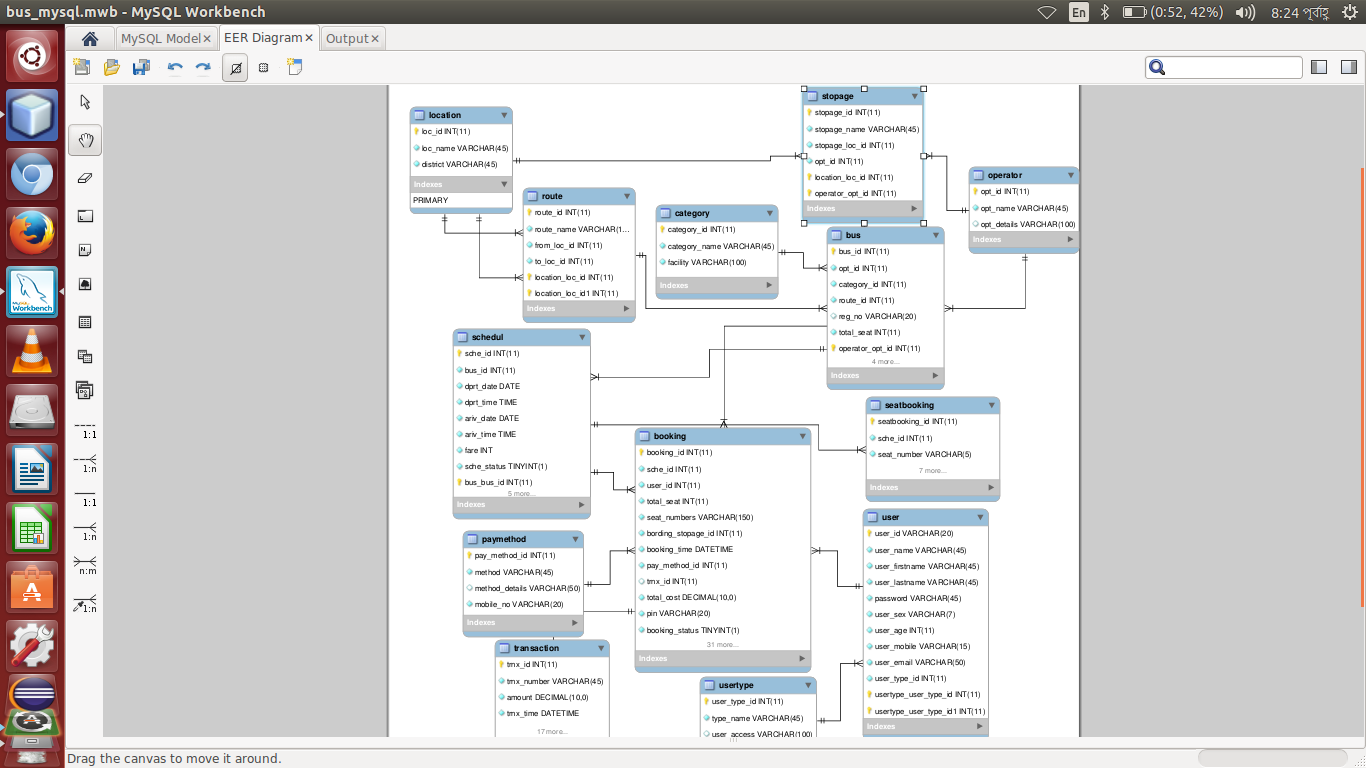 bus_mysql.mwb - MySQL Workbench
En
(0:52, 42%)
8:24 পূর্বাহ্ণ
MySQL Model×
EER Diagram×
Output×
1:1
1:n
1:1
1:n
n:m
1:n
MySQL
Workbench
location
loc_id INT(11)
loc_name VARCHAR(45)
district VARCHAR(45)
Indexes
PRIMARY
stopage
stopage_id INT(11)
stopage_name VARCHAR(45)
stopage_loc_id INT(11)
opt_id INT(11)
location_loc_id INT(11)
operator_opt_id INT(11)
Indexes
operator
opt_id INT(11)
opt_name VARCHAR(45)
opt_details VARCHAR(100)
Indexes
route
route_id INT(11)
route_name VARCHAR(1...
from_loc_id INT(11)
to_loc_id INT(11)
location_loc_id INT(11)
location_loc_id1 INT(11)
Indexes
category
category_id INT(11)
category_name VARCHAR(45)
facility VARCHAR(100)
Indexes
bus
bus_id INT(11)
opt_id INT(11)
category_id INT(11)
route_id INT(11)
reg_no VARCHAR(20)
total_seat INT(11)
operator_opt_id INT(11)
4 more...
Indexes
schedul
sche_id INT(11)
bus_id INT(11)
dprt_date DATE
dprt_time TIME
ariv_date DATE
ariv_time TIME
fare INT
sche_status TINYINT(1)
bus_bus_id INT(11)
5 more...
Indexes
seatbooking
seatbooking_id INT(11)
sche_id INT(11)
seat_number VARCHAR(5)
7 more...
Indexes
booking
booking_id INT(11)
sche_id INT(11)
user_id INT(11)
total_seat INT(11)
seat_numbers VARCHAR(150)
bording_stopage_id INT(11)
booking_time DATETIME
pay_method_id INT(11)
trnx_id INT(11)
total_cost DECIMAL(10,0)
pin VARCHAR(20)
booking_status TINYINT(1)
31 more...
Indexes
user
user_id VARCHAR(20)
user_name VARCHAR(45)
user_firstname VARCHAR(45)
user_lastname VARCHAR(45)
password VARCHAR(45)
user_sex VARCHAR(7)
user_age INT(11)
user_mobile VARCHAR(15)
user_email VARCHAR(50)
user_type_id INT(11)
usertype_user_type_id INT(11)
usertype_user_type_id1 INT(11)
Indexes
paymethod
pay_method_id INT(11)
method VARCHAR(45)
method_details VARCHAR(50)
mobile_no VARCHAR(20)
Indexes
transaction
trnx_id INT(11)
trnx_number VARCHAR(45)
amount DECIMAL(10,0)
trnx_time DATETIME
17 more...
usertype
user_type_id INT(11)
type_name VARCHAR(45)
user_access VARCHAR(100)
Drag the canvas to move it around.